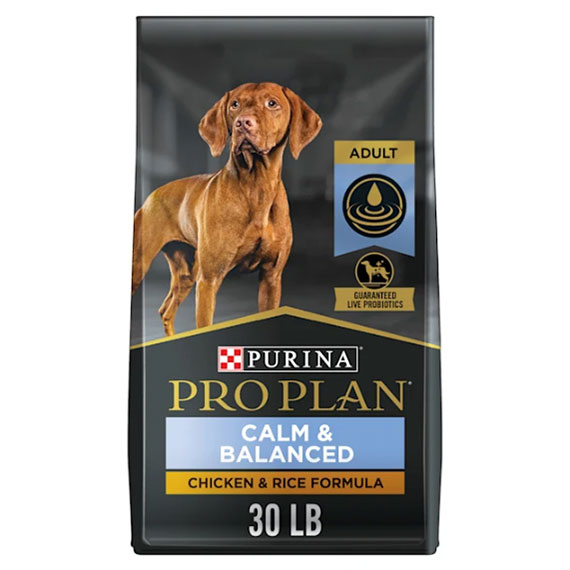 ADULT
GUARANTEED
LIVE PROBIOTICS
PURINA
PRO PLAN
CALM &
BALANCED
CHICKEN & RICE FORMULA
30 LB